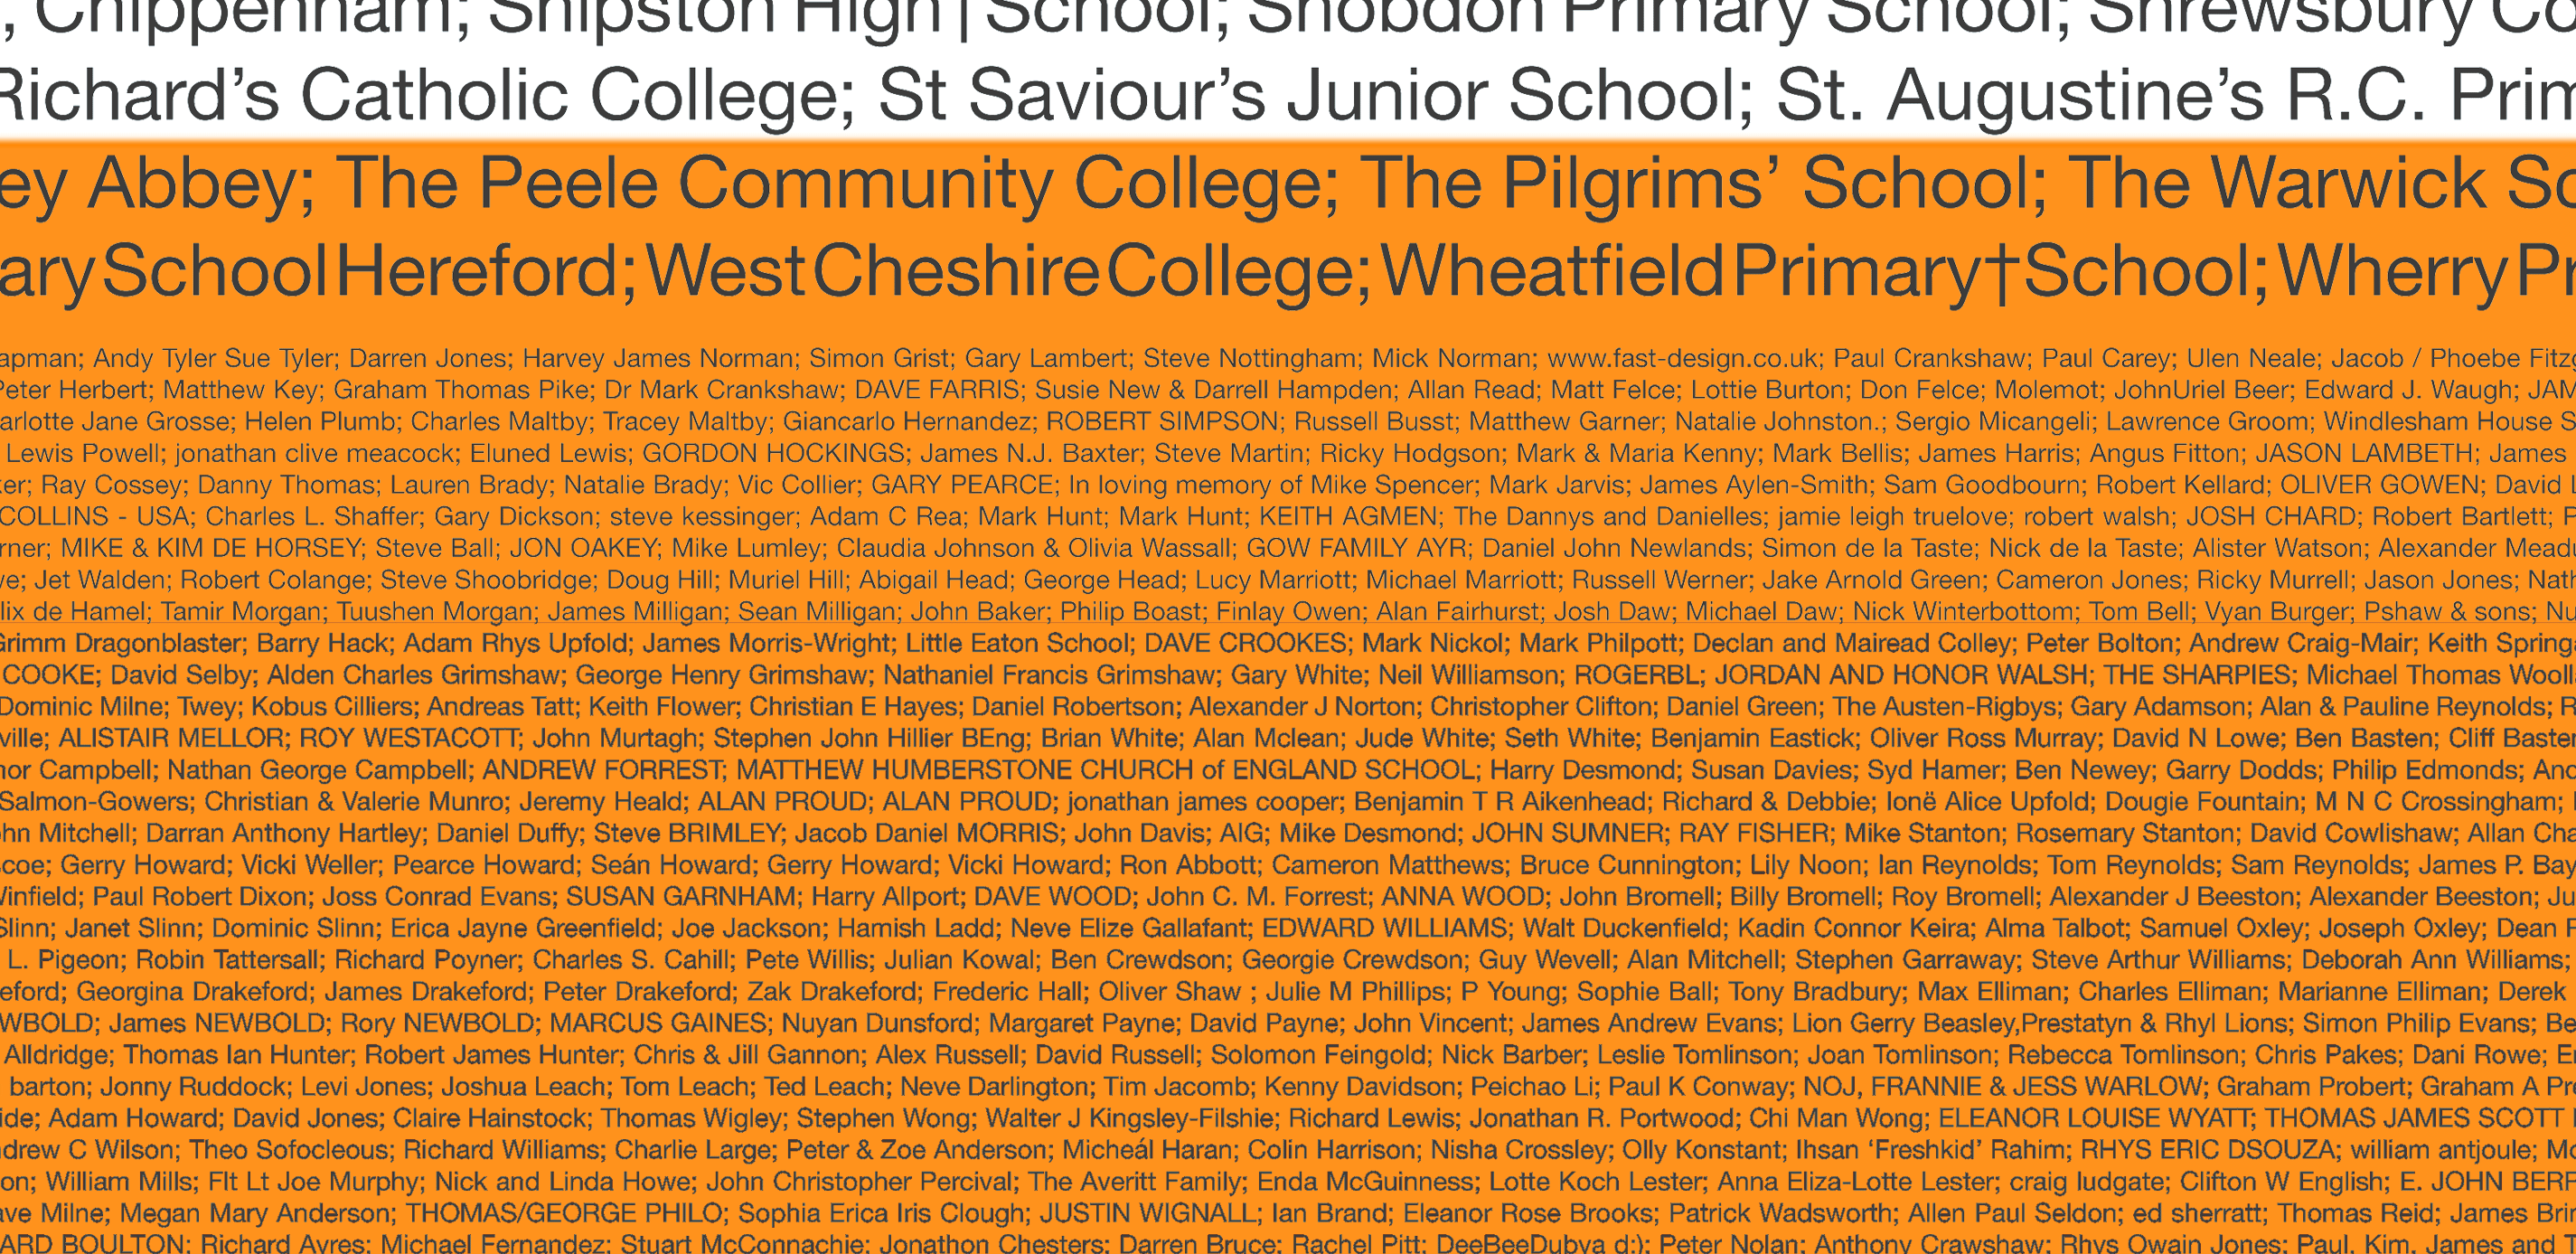 , Chippenham; Shipston High | School; Shobdon Primary School; Shrewsbury Co
Richard’s Catholic College; St Saviour’s Junior School; St. Augustine’s R.C. Prim
ey Abbey; The Peele Community College; The Pilgrims’ School; The Warwick Sc
ary School Hereford; West Cheshire College; Wheatfield Primary† School; Wherry Pr
apman; Andy Tyler Sue Tyler; Darren Jones; Harvey James Norman; Simon Grist; Gary Lambert; Steve Nottingham; Mick Norman; www.fast-design.co.uk; Paul Crankshaw; Paul Carey; Ulen Neale; Jacob / Phoebe Fitzg
Peter Herbert; Matthew Key; Graham Thomas Pike; Dr Mark Crankshaw; DAVE FARRIS; Susie New & Darrell Hampden; Allan Read; Matt Felce; Lottie Burton; Don Felce; Molemot; JohnUriel Beer; Edward J. Waugh; JAM
arlotte Jane Grosse; Helen Plumb; Charles Maltby; Tracey Maltby; Giancarlo Hernandez; ROBERT SIMPSON; Russell Busst; Matthew Garner; Natalie Johnston.; Sergio Micangeli; Lawrence Groom; Windlesham House S
Lewis Powell; jonathan clive meacock; Eluned Lewis; GORDON HOCKINGS; James N.J. Baxter; Steve Martin; Ricky Hodgson; Mark & Maria Kenny; Mark Bellis; James Harris; Angus Fitton; JASON LAMBETH; James
ker; Ray Cossey; Danny Thomas; Lauren Brady; Natalie Brady; Vic Collier; GARY PEARCE; In loving memory of Mike Spencer; Mark Jarvis; James Aylen-Smith; Sam Goodbourn; Robert Kellard; OLIVER GOWEN; David L
COLLINS - USA; Charles L. Shaffer; Gary Dickson; steve kessinger; Adam C Rea; Mark Hunt; Mark Hunt; KEITH AGMEN; The Dannys and Danielles; jamie leigh truelove; robert walsh; JOSH CHARD; Robert Bartlett; P
rner; MIKE & KIM DE HORSEY; Steve Ball; JON OAKEY; Mike Lumley; Claudia Johnson & Olivia Wassall; GOW FAMILY AYR; Daniel John Newlands; Simon de la Taste; Nick de la Taste; Alister Watson; Alexander Mead
ve; Jet Walden; Robert Colange; Steve Shoobridge; Doug Hill; Muriel Hill; Abigail Head; George Head; Lucy Marriott; Michael Marriott; Russell Werner; Jake Arnold Green; Cameron Jones; Ricky Murrell; Jason Jones; Nath
lix de Hamel; Tamir Morgan; Tuushen Morgan; James Milligan; Sean Milligan; John Baker; Philip Boast; Finlay Owen; Alan Fairhurst; Josh Daw; Michael Daw; Nick Winterbottom; Tom Bell; Vyan Burger; Pshaw & sons; Nu
Grimm Dragonblaster; Barry Hack; Adam Rhys Upfold; James Morris-Wright; Little Eaton School; DAVE CROOKES; Mark Nickol; Mark Philpott; Declan and Mairead Colley; Peter Bolton; Andrew Craig-Mair; Keith Spring
COOKE; David Selby; Alden Charles Grimshaw; George Henry Grimshaw; Nathaniel Francis Grimshaw; Gary White; Neil Williamson; ROGERBL; JORDAN AND HONOR WALSH; THE SHARPIES; Michael Thomas Wooll
Dominic Milne; Twey; Kobus Cilliers; Andreas Tatt; Keith Flower; Christian E Hayes; Daniel Robertson; Alexander J Norton; Christopher Clifton; Daniel Green; The Austen-Rigbys; Gary Adamson; Alan & Pauline Reynolds; R
ville; ALISTAIR MELLOR; ROY WESTACOTT; John Murtagh; Stephen John Hillier BEng; Brian White; Alan Mclean; Jude White; Seth White; Benjamin Eastick; Oliver Ross Murray; David N Lowe; Ben Basten; Cliff Baster
nor Campbell; Nathan George Campbell; ANDREW FORREST; MATTHEW HUMBERSTONE CHURCH of ENGLAND SCHOOL; Harry Desmond; Susan Davies; Syd Hamer; Ben Newey; Garry Dodds; Philip Edmonds; And
Salmon-Gowers; Christian & Valerie Munro; Jeremy Heald; ALAN PROUD; ALAN PROUD; jonathan james cooper; Benjamin T R Aikenhead; Richard & Debbie; Ionë Alice Upfold; Dougie Fountain; M N C Crossingham;
ohn Mitchell; Darran Anthony Hartley; Daniel Duffy; Steve BRIMLEY; Jacob Daniel MORRIS; John Davis; AIG; Mike Desmond; JOHN SUMNER; RAY FISHER; Mike Stanton; Rosemary Stanton; David Cowlishaw; Allan Cha
coe; Gerry Howard; Vicki Weller; Pearce Howard; Seán Howard; Gerry Howard; Vicki Howard; Ron Abbott; Cameron Matthews; Bruce Cunnington; Lily Noon; Ian Reynolds; Tom Reynolds; Sam Reynolds; James P. Bay
Winfield; Paul Robert Dixon; Joss Conrad Evans; SUSAN GARNHAM; Harry Allport; DAVE WOOD; John C. M. Forrest; ANNA WOOD; John Bromell; Billy Bromell; Roy Bromell; Alexander J Beeston; Alexander Beeston; Ju
Slinn; Janet Slinn; Dominic Slinn; Erica Jayne Greenfield; Joe Jackson; Hamish Ladd; Neve Elize Gallafant; EDWARD WILLIAMS; Walt Duckenfield; Kadin Connor Keira; Alma Talbot; Samuel Oxley; Joseph Oxley; Dean
L. Pigeon; Robin Tattersall; Richard Poyner; Charles S. Cahill; Pete Willis; Julian Kowal; Ben Crewdson; Georgie Crewdson; Guy Wevell; Alan Mitchell; Stephen Garraway; Steve Arthur Williams; Deborah Ann Williams;
eford; Georgina Drakeford; James Drakeford; Peter Drakeford; Zak Drakeford; Frederic Hall; Oliver Shaw ; Julie M Phillips; P Young; Sophie Ball; Tony Bradbury; Max Elliman; Charles Elliman; Marianne Elliman; Derek
WBOLD; James NEWBOLD; Rory NEWBOLD; MARCUS GAINES; Nuyan Dunsford; Margaret Payne; David Payne; John Vincent; James Andrew Evans; Lion Gerry Beasley,Prestatyn & Rhyl Lions; Simon Philip Evans; Be
Alldridge; Thomas Ian Hunter; Robert James Hunter; Chris & Jill Gannon; Alex Russell; David Russell; Solomon Feingold; Nick Barber; Leslie Tomlinson; Joan Tomlinson; Rebecca Tomlinson; Chris Pakes; Dani Rowe; E
barton; Jonny Ruddock; Levi Jones; Joshua Leach; Tom Leach; Ted Leach; Neve Darlington; Tim Jacomb; Kenny Davidson; Peichao Li; Paul K Conway; NOJ, FRANNIE & JESS WARLOW; Graham Probert; Graham A Pro
ide; Adam Howard; David Jones; Claire Hainstock; Thomas Wigley; Stephen Wong; Walter J Kingsley-Filshie; Richard Lewis; Jonathan R. Portwood; Chi Man Wong; ELEANOR LOUISE WYATT; THOMAS JAMES SCOTT
ndrew C Wilson; Theo Sofocleous; Richard Williams; Charlie Large; Peter & Zoe Anderson; Micheál Haran; Colin Harrison; Nisha Crossley; Olly Konstant; Ihsan ‘Freshkid’ Rahim; RHYS ERIC DSOUZA; william antjoule; Mo
on; William Mills; Flt Lt Joe Murphy; Nick and Linda Howe; John Christopher Percival; The Averitt Family; Enda McGuinness; Lotte Koch Lester; Anna Eliza-Lotte Lester; craig ludgate; Clifton W English; E. JOHN BERR
ave Milne; Megan Mary Anderson; THOMAS/GEORGE PHILO; Sophia Erica Iris Clough; JUSTIN WIGNALL; Ian Brand; Eleanor Rose Brooks; Patrick Wadsworth; Allen Paul Seldon; ed sherratt; Thomas Reid; James Brin
ARD BOULTON; Richard Ayres; Michael Fernandez; Stuart McConnachie; Jonathon Chesters; Darren Bruce; Rachel Pitt; DeeBeeDubya d:); Peter Nolan; Anthony Crawshaw; Rhys Owain Jones; Paul, Kim, James and T